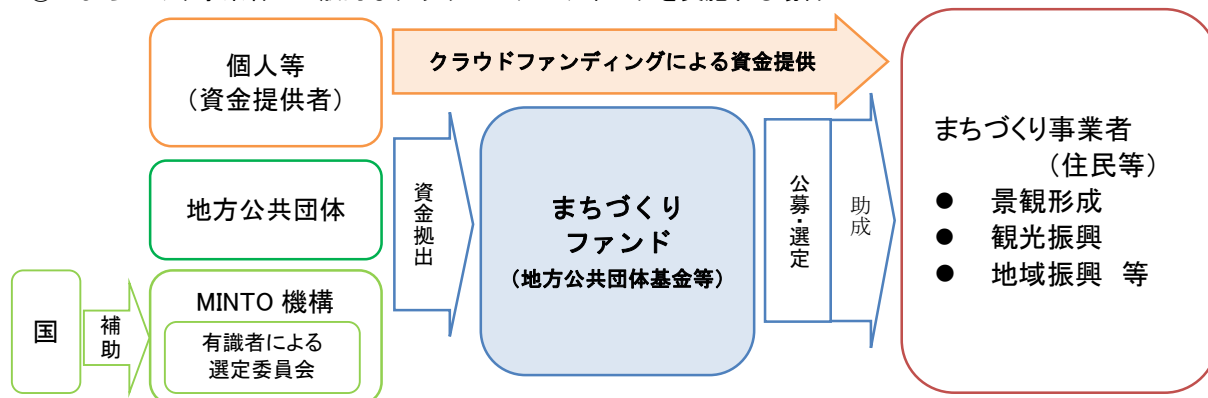 クラウドファンディングによる資金提供
個人等
（資金提供者）
地方公共団体
国
補助
MINTO 機構
有識者による
選定委員会
資金拠出
まちづくり
ファンド
（地方公共団体基金等）
公募・選定
助成
まちづくり事業者
（住民等）
● 景観形成
● 観光振興
● 地域振興 等